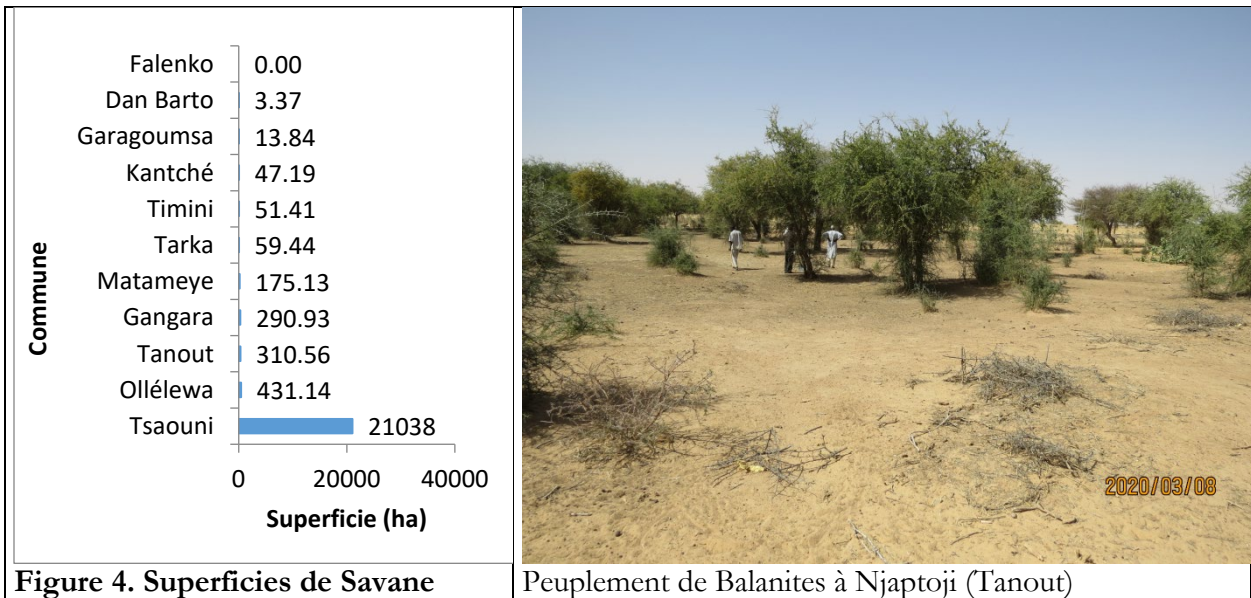 Falenko 0.00
Dan Barto 3.37
Garagoumsa 13.84
Kantché 47.19
Timini 51.41
Tarka 59.44
Matameye 175.13
Gangara 290.93
Tanout 310.56
Ollélewa 431.14
Tsaouni 21038
Commune
0 20000 40000
Superficie (ha)
Figure 4. Superficies de Savane
2020/03/08
Peuplement de Balanites à Njaptoji (Tanout)